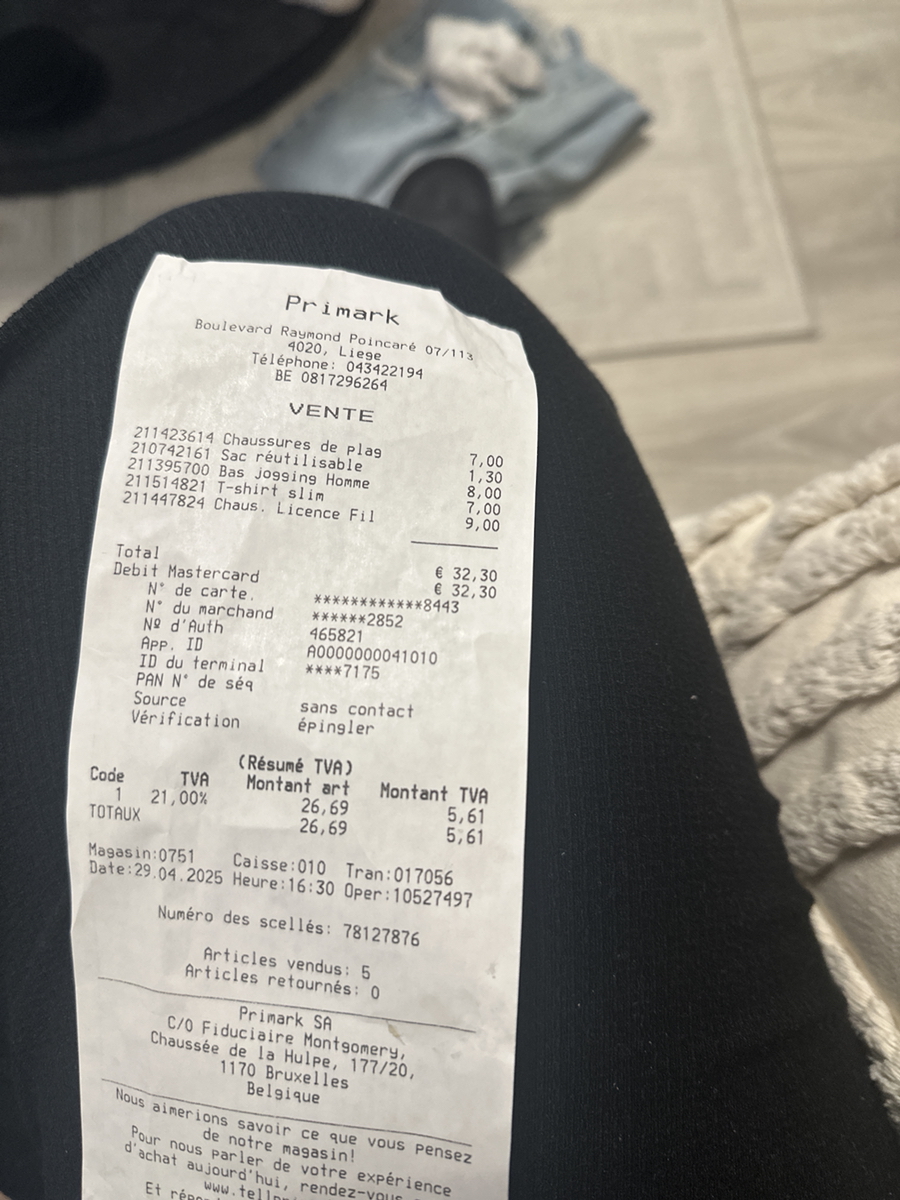 Primark
Boulevard Raymond Poincaré 07/113
4020, Liege
Téléphone: 043422194
BE 0817296264
VENTE
211423614 Chaussures de plag 7,00
210742161 Sac réutilisable 1,30
211395700 Bas jogging Homme 8,00
211514821 T-shirt slim 7,00
211447824 Chaus. Licence Fil 9,00
Total € 32,30
Debit Mastercard € 32,30
N° de carte. ************8443
N° du marchand ******2852
Nº d'Auth 465821
App. ID A0000000041010
ID du terminal ****7175
PAN N° de séq
Source sans contact
Vérification épingler
(Résumé TVA)
Code TVA Montant art Montant TVA
1 21,00% 26,69 5,61
TOTAUX 26,69 5,61
Magasin:0751 Caisse:010 Tran:017056
Date:29.04.2025 Heure:16:30 Oper:10527497
Numéro des scellés: 78127876
Articles vendus: 5
Articles retournés: 0
Primark SA
C/O Fiduciaire Montgomery,
Chaussée de la Hulpe, 177/20,
1170 Bruxelles
Belgique
Nous aimerions savoir ce que vous pensez
de notre magasin!
Pour nous parler de votre expérience
d'achat aujourd'hui, rendez-vous
Et